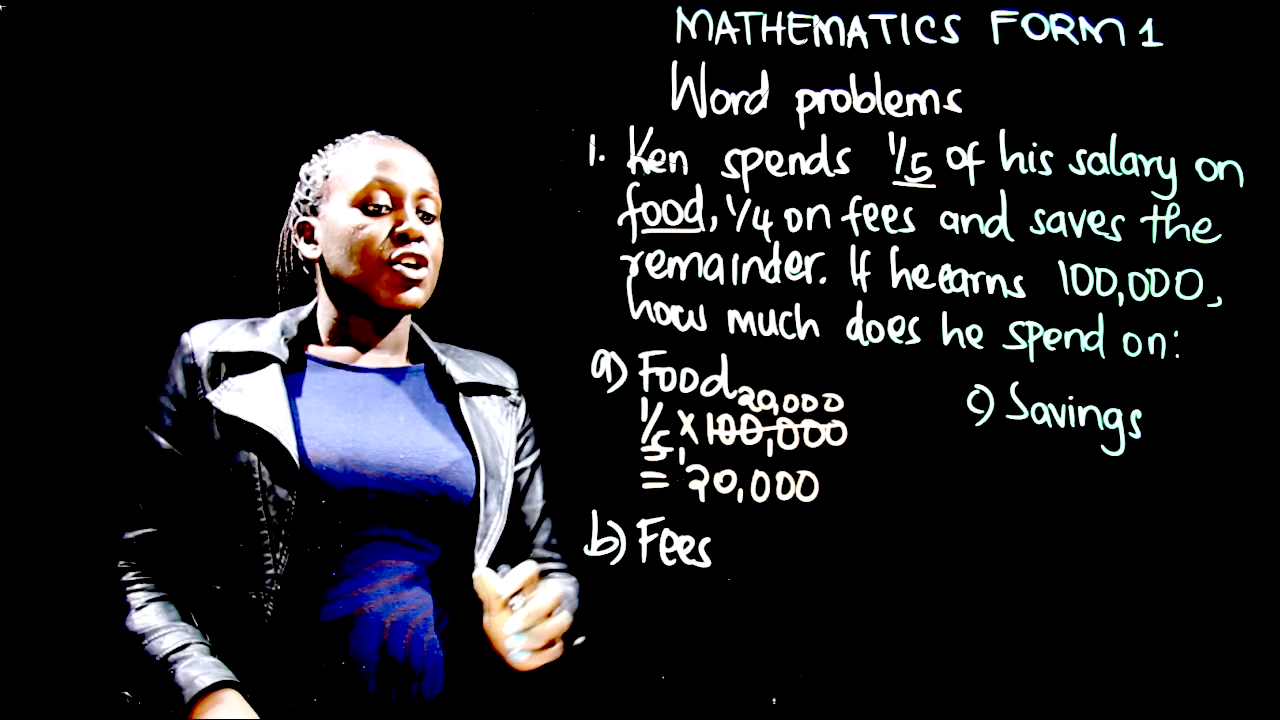 MATHEMATICS FORM 1
Word problems
1. Ken spends 1/5 of his salary on
food, 1/4 on fees and saves the
remainder. If he earns 100,000,
how much does he spend on:
a) Food
20,000
1/5 × 100,000
1
= 20,000
b) Fees
c) Savings